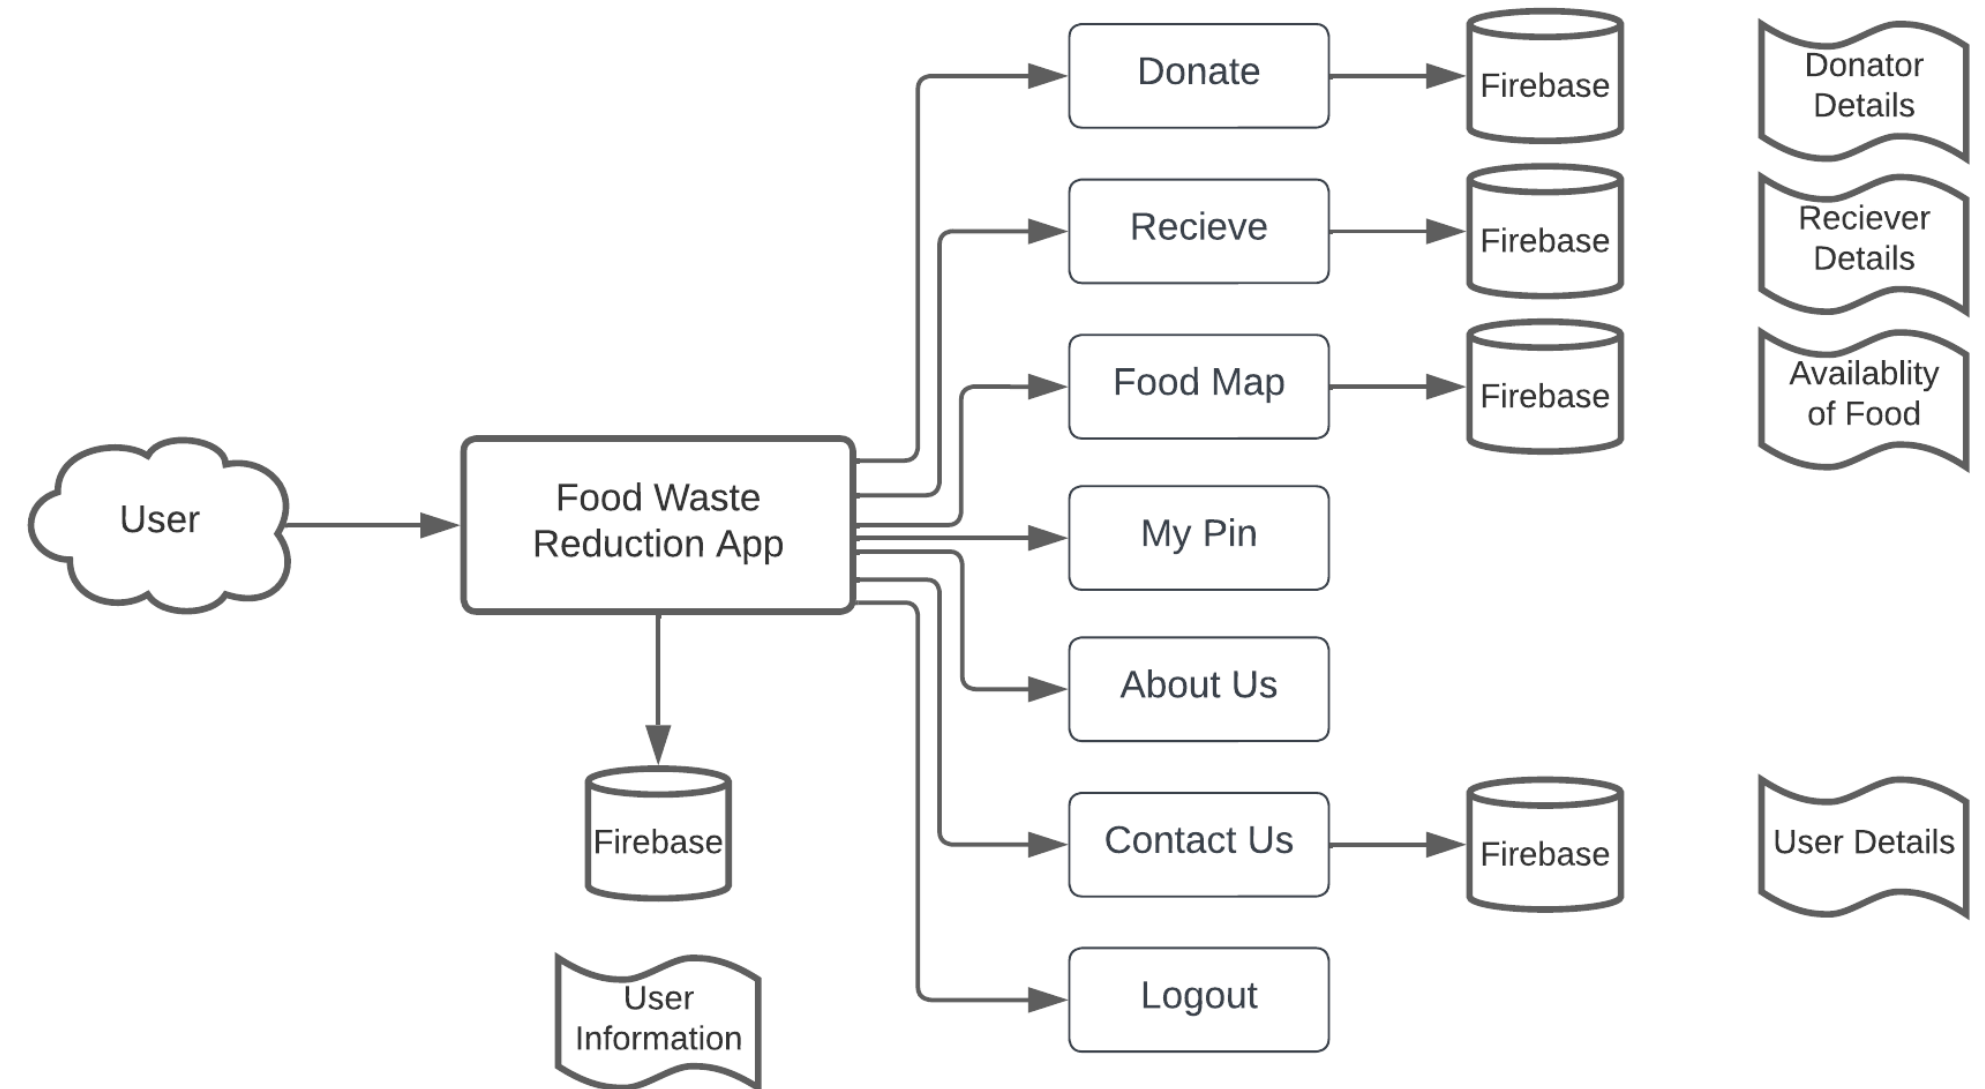 Donate
Firebase
Donator
Details
Recieve
Firebase
Reciever
Details
Food Map
Firebase
Availablity
of Food
User
Food Waste
Reduction App
My Pin
About Us
Firebase
Contact Us
Firebase
User Details
User
Information
Logout